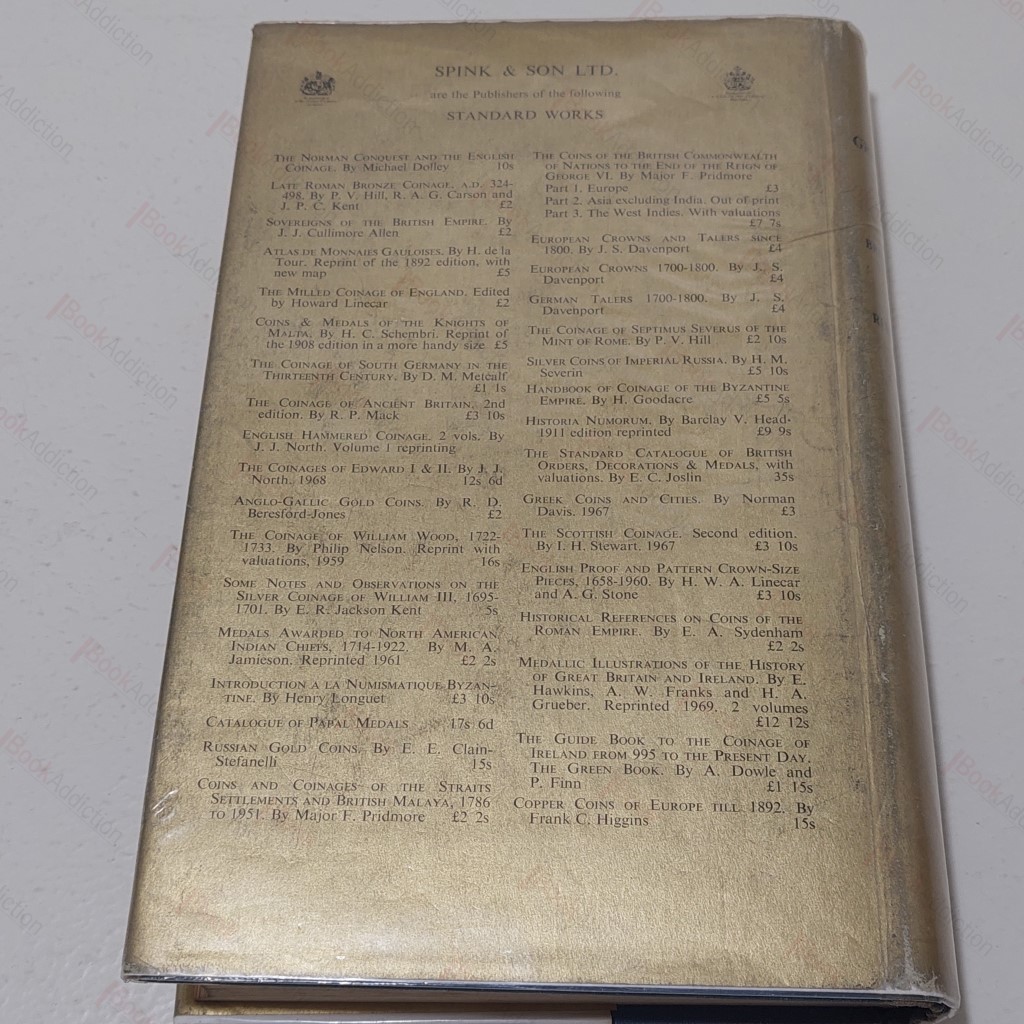 SPINK & SON LTD.
are the Publishers of the following
STANDARD WORKS
THE NORMAN CONQUEST AND THE ENGLISH
COINAGE. By Michael Dolley 10s
LATE ROMAN BRONZE COINAGE, A.D. 324-
498. By P. V. Hill, R. A. G. Carson and
J. P. C. Kent £2
SOVEREIGNS OF THE BRITISH EMPIRE. By
J. J. Cullimore Allen £2
ATLAS DE MONNAIES GAULOISES. By H. de la
Tour. Reprint of the 1892 edition, with
new map £5
THE MILLED COINAGE OF ENGLAND. Edited
by Howard Linecar £2
COINS & MEDALS OF THE KNIGHTS OF
MALTA. By H. C. Schembri. Reprint of
the 1908 edition in a more handy size £5
THE COINAGE OF SOUTH GERMANY IN THE
THIRTEENTH CENTURY. By D. M. Metcalf
£1 1s
THE COINAGE OF ANCIENT BRITAIN. 2nd
edition. By R. P. Mack £3 10s
ENGLISH HAMMERED COINAGE. 2 vols. By
J. J. North. Volume 1 reprinting
THE COINAGES OF EDWARD I & II. By J. J.
North. 1968 12s 6d
ANGLO-GALLIC GOLD COINS. By R. D.
Beresford-Jones £2
THE COINAGE OF WILLIAM WOOD, 1722-
1733. By Philip Nelson. Reprint with
valuations, 1959 16s
SOME NOTES AND OBSERVATIONS ON THE
SILVER COINAGE OF WILLIAM III, 1695-
1701. By E. R. Jackson Kent 5s
MEDALS AWARDED TO NORTH AMERICAN
INDIAN CHIEFS, 1714-1922. By M. A.
Jamieson. Reprinted 1961 £2 2s
INTRODUCTION A LA NUMISMATIQUE BYZAN-
TINE. By Henry Longuet £3 10s
CATALOGUE OF PAPAL MEDALS 17s 6d
RUSSIAN GOLD COINS. By E. E. Clain-
Stefanelli 15s
COINS AND COINAGES OF THE STRAITS
SETTLEMENTS AND BRITISH MALAYA, 1786
TO 1951. By Major F. Pridmore £2 2s
THE COINS OF THE BRITISH COMMONWEALTH
OF NATIONS TO THE END OF THE REIGN OF
GEORGE VI. By Major F. Pridmore
Part 1. Europe £3
Part 2. Asia excluding India. Out of print
Part 3. The West Indies. With valuations
£7 7s
EUROPEAN CROWNS AND TALERS SINCE
1800. By J. S. Davenport £4
EUROPEAN CROWNS 1700-1800. By J. S.
Davenport £4
GERMAN TALERS 1700-1800. By J. S.
Davenport £4
THE COINAGE OF SEPTIMUS SEVERUS OF THE
MINT OF ROME. By P. V. Hill £2 10s
SILVER COINS OF IMPERIAL RUSSIA. By H. M.
Severin £5 10s
HANDBOOK OF COINAGE OF THE BYZANTINE
EMPIRE. By H. Goodacre £5 5s
HISTORIA NUMORUM. By Barclay V. Head-
1911 edition reprinted £9 9s
THE STANDARD CATALOGUE OF BRITISH
ORDERS, DECORATIONS & MEDALS, with
valuations. By E. C. Joslin 35s
GREEK COINS AND CITIES. By Norman
Davis. 1967 £3
THE SCOTTISH COINAGE. Second edition.
By I. H. Stewart. 1967 £3 10s
ENGLISH PROOF AND PATTERN CROWN-SIZE
PIECES, 1658-1960. By H. W. A. Linecar
and A. G. Stone £3 10s
HISTORICAL REFERENCES ON COINS OF THE
ROMAN EMPIRE. By E. A. Sydenham
£2 2s
MEDALLIC ILLUSTRATIONS OF THE HISTORY
OF GREAT BRITAIN AND IRELAND. By E.
Hawkins, A. W. Franks and H. A.
Grueber. Reprinted 1969. 2 volumes
£12 12s
THE GUIDE BOOK TO THE COINAGE OF
IRELAND FROM 995 TO THE PRESENT DAY.
THE GREEN BOOK. By A. Dowle and
P. Finn £1 15s
COPPER COINS OF EUROPE TILL 1892. By
Frank C. Higgins 15s
BookAddiction